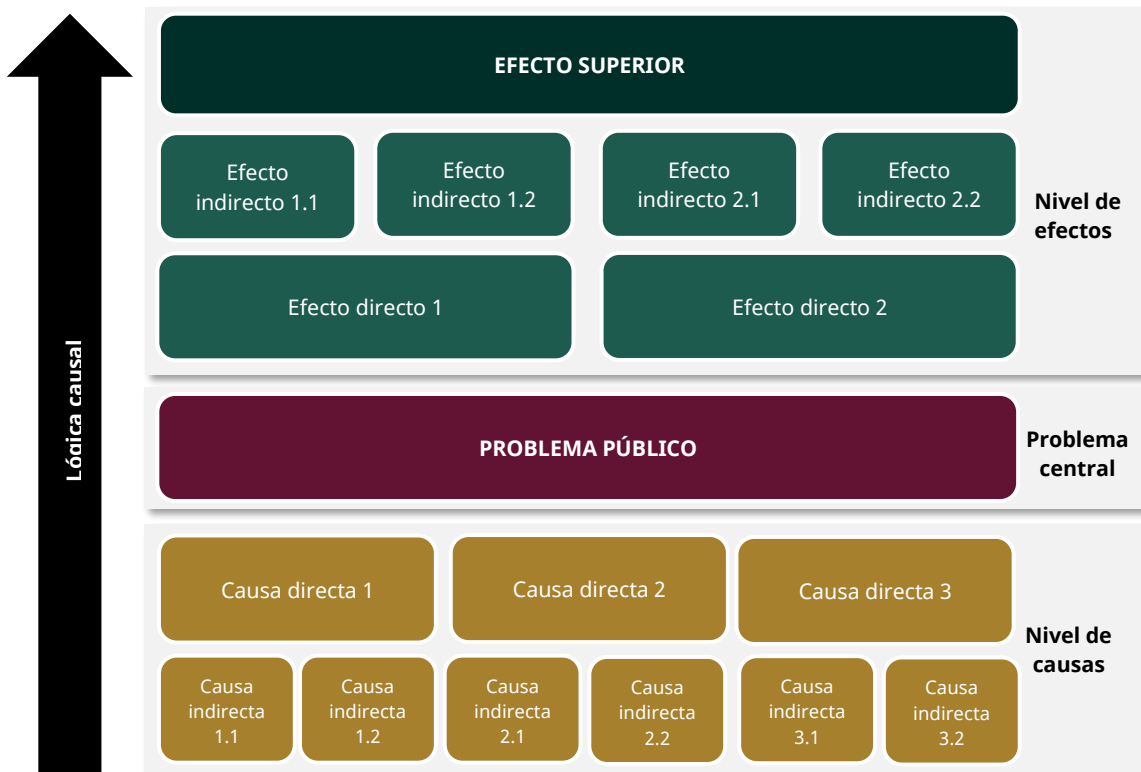 EFECTO SUPERIOR
Efecto
indirecto 1.1
Efecto
indirecto 1.2
Efecto
indirecto 2.1
Efecto
indirecto 2.2
Nivel de
efectos
Efecto directo 1
Efecto directo 2
Lógica causal
PROBLEMA PÚBLICO
Problema
central
Causa directa 1
Causa directa 2
Causa directa 3
Nivel de
causas
Causa
indirecta
1.1
Causa
indirecta
1.2
Causa
indirecta
2.1
Causa
indirecta
2.2
Causa
indirecta
3.1
Causa
indirecta
3.2